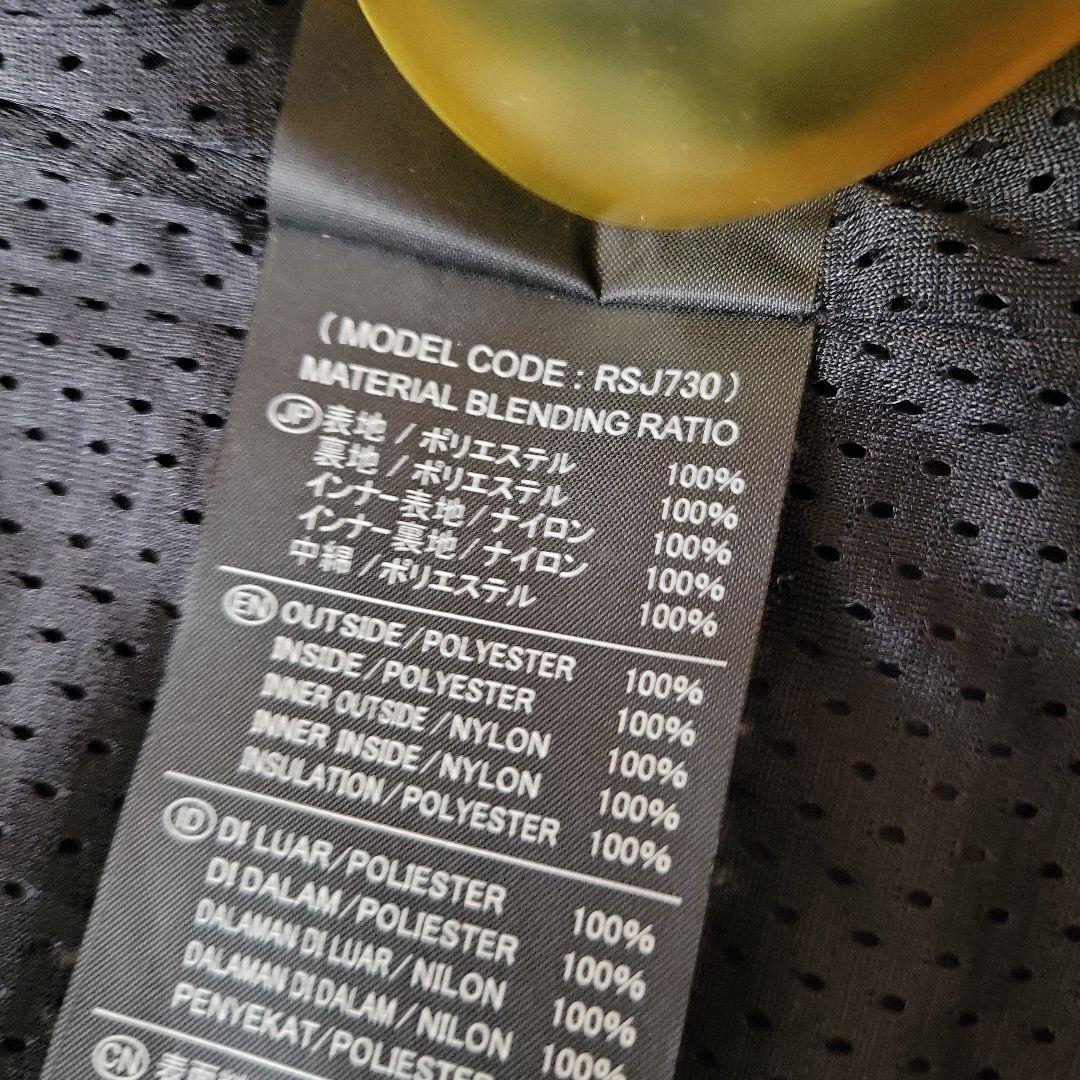 ( MODEL CODE : RSJ730 )
MATERIAL BLENDING RATIO
JP 表地 / ポリエステル 100%
裏地 / ポリエステル 100%
インナー表地 / ナイロン 100%
インナー裏地 / ナイロン 100%
中綿 / ポリエステル 100%
EN OUTSIDE/POLYESTER 100%
INSIDE/POLYESTER 100%
INNER OUTSIDE/NYLON 100%
INNER INSIDE/NYLON 100%
INSULATION/POLYESTER 100%
ID DI LUAR/POLIESTER 100%
DI DALAM/POLIESTER 100%
DALAMAN DI LUAR/NILON 100%
DALAMAN DI DALAM/NILON 100%
PENYEKAT/POLIESTER
CN